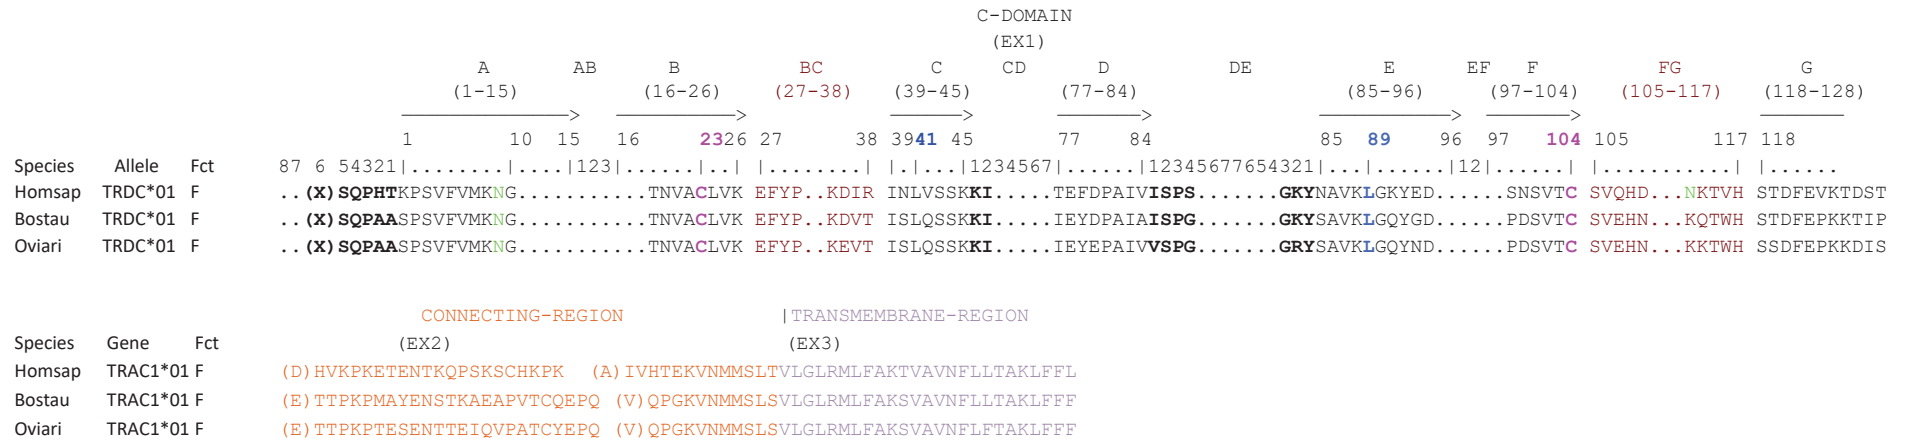 C-DOMAIN
(EX1)
A AB B BC C CD D DE E EF F FG G
(1-15) (16-26) (27-38) (39-45) (77-84) (85-96) (97-104) (105-117) (118-128)
1 10 15 16 2326 27 38 3941 45 77 84 85 89 96 97 104 105 117 118
Species Allele Fct 87 6 54321|........|....123|......|..|..|........| |.|...|1234567|......|12345677654321|...|......|12|......| |...........| |......
Homsap TRDC*01 F ..(X)SQPHTKPSVFVMKNG...........TNVACLVK EFYP..KDIR INLVSSKKI.....TEFDPAIVISPS.......GKYNAVKLGKYED......SNSVTC SVQHD...NKTVH STDFEVKTDST
Bostau TRDC*01 F ..(X)SQPAASPSVFVMKNG...........TNVACLVK EFYP..KDVT ISLQSSKKI.....IEYDPAIVISPG.......GKYSAVKLGQYGD......PDSVTC SVEHN...KQTWH STDFEPKKTIP
Oviari TRDC*01 F ..(X)SQPAASPSVFVMKNG...........TNVACLVK EFYP..KEVT ISLQSSKKI.....IEYEPAIVVSPG.......GRYSAVKLGQYND......PDSVTC SVEHN...KKTWH SSDFEPKKDIS
CONNECTING-REGION |TRANSMEMBRANE-REGION
Species Gene Fct (EX2) (EX3)
Homsap TRAC1*01 F (D)HVKPKETENTKQPSKSCHKPK (A)IVHTEKVNMMSLTVLGLRMLFAKTVAVNFLLTAKLFFL
Bostau TRAC1*01 F (E)TTPKPMAYENSTKAEAPVTCQEPQ (V)QPGKVNMMSLSVLGLRMLFAKSVAVNFLLTAKLFFF
Oviari TRAC1*01 F (E)TTPKPTESENTTEIQVPATCYEPQ (V)QPGKVNMMSLSVLGLRMLFAKSVAVNFLFTAKLFFF